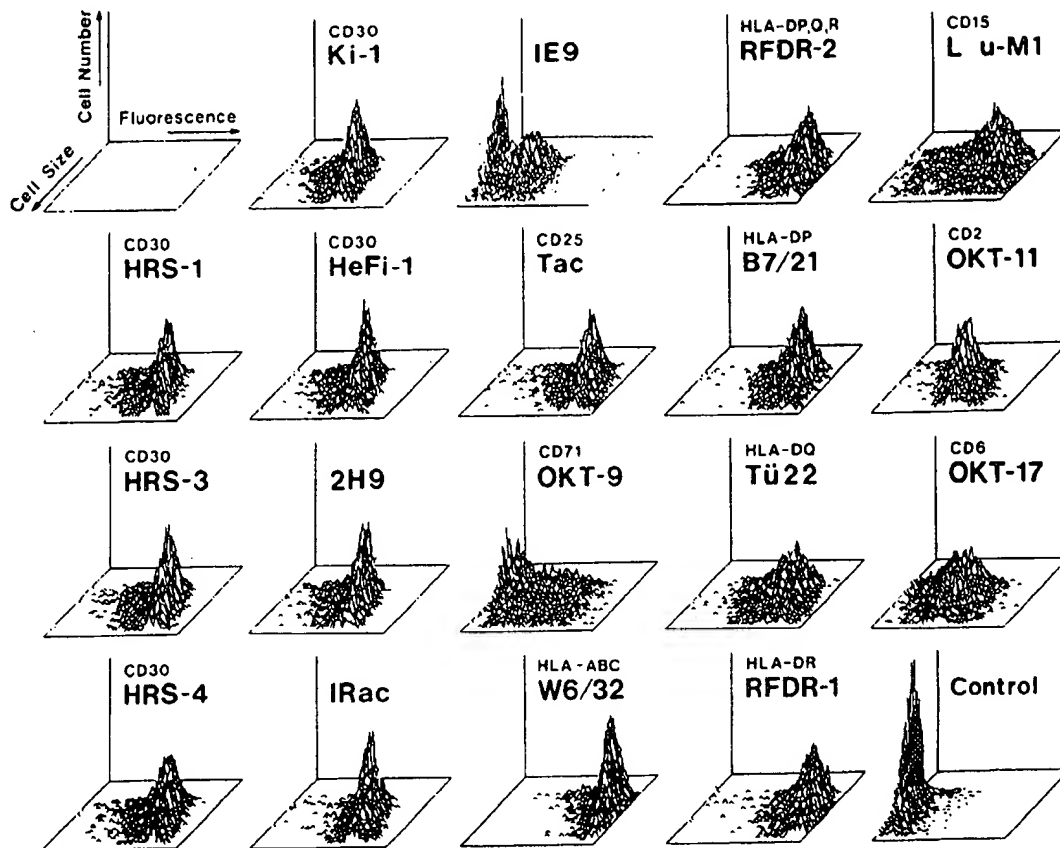 Cell Number
Fluorescence
Cell Size
CD30
Ki-1
IE9
HLA-DP,Q,R
RFDR-2
CD15
L u-M1
CD30
HRS-1
CD30
HeFi-1
CD25
Tac
HLA-DP
B7/21
CD2
OKT-11
CD30
HRS-3
2H9
CD71
OKT-9
HLA-DQ
Tü22
CD6
OKT-17
CD30
HRS-4
IRac
HLA-ABC
W6/32
HLA-DR
RFDR-1
Control